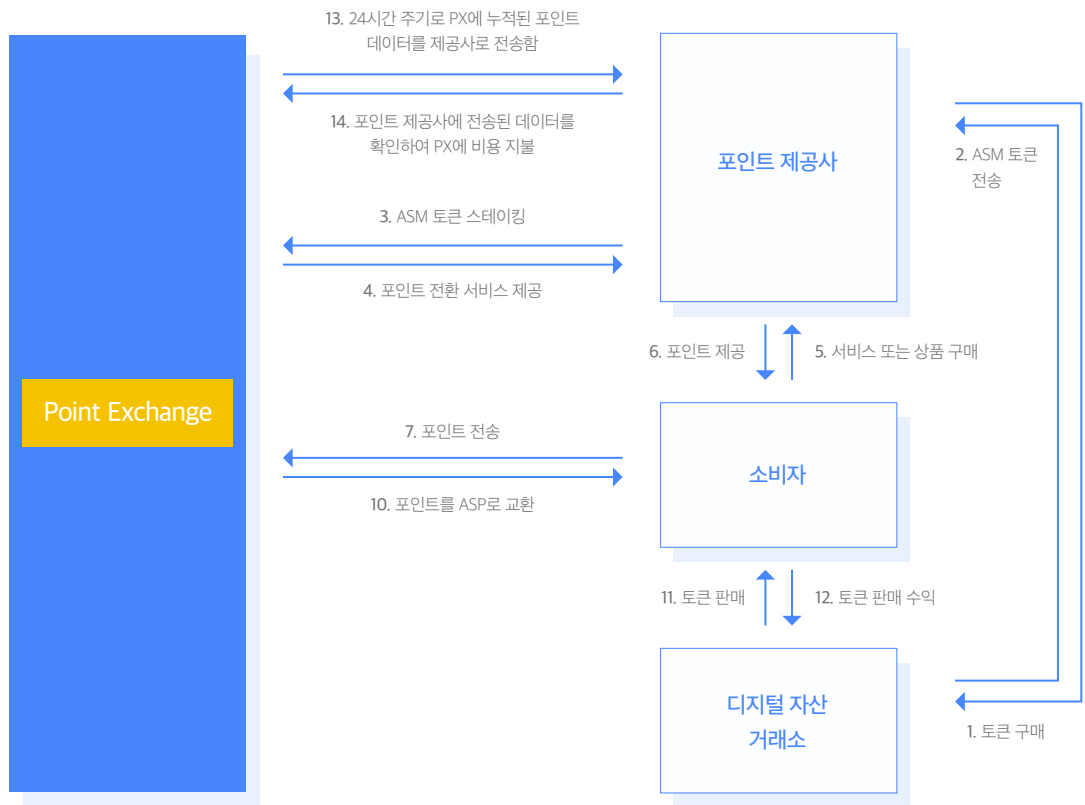 13. 24시간 주기로 PX에 누적된 포인트
데이터를 제공사로 전송함
14. 포인트 제공사에 전송된 데이터를
확인하여 PX에 비용 지불
포인트 제공사
2. ASM 토큰
전송
3. ASM 토큰 스테이킹
4. 포인트 전환 서비스 제공
6. 포인트 제공
5. 서비스 또는 상품 구매
Point Exchange
7. 포인트 전송
소비자
10. 포인트를 ASP로 교환
11. 토큰 판매
12. 토큰 판매 수익
디지털 자산
거래소
1. 토큰 구매